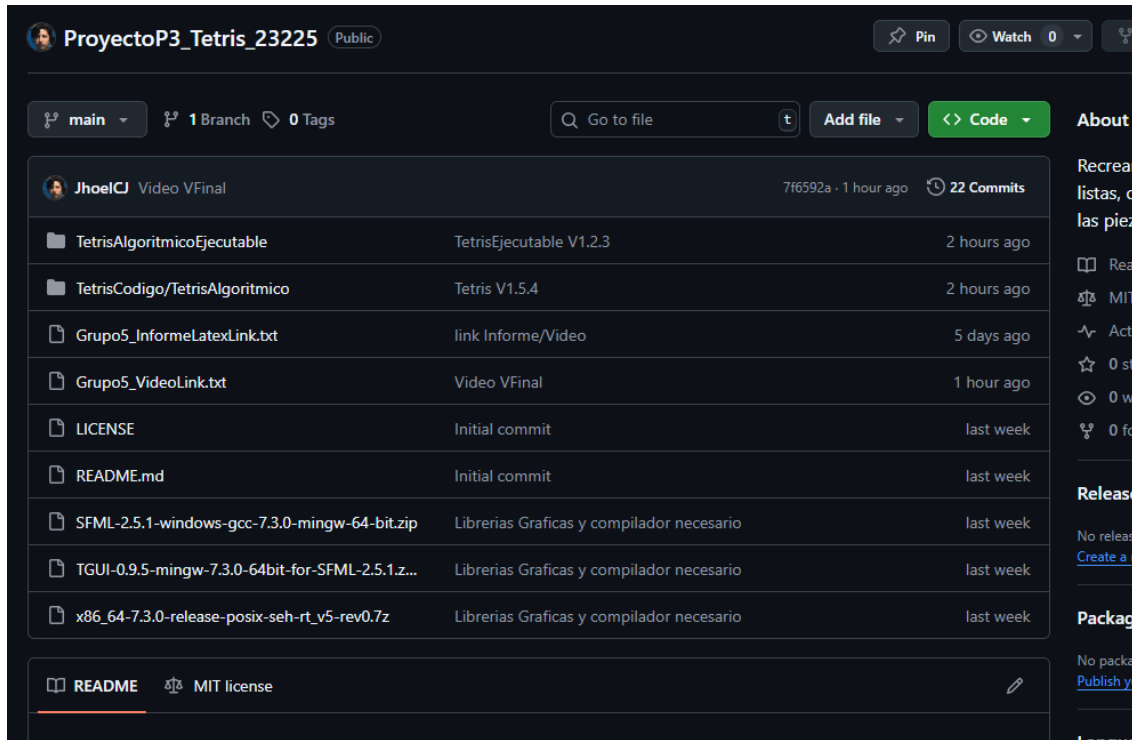 ProyectoP3_Tetris_23225 Public Pin Watch 0
main 1 Branch 0 Tags Go to file t Add file Code
JhoelCJ Video VFinal 7f6592a · 1 hour ago 22 Commits
TetrisAlgoritmicoEjecutable TetrisEjecutable V1.2.3 2 hours ago
TetrisCodigo/TetrisAlgoritmico Tetris V1.5.4 2 hours ago
Grupo5_InformeLatexLink.txt link Informe/Video 5 days ago
Grupo5_VideoLink.txt Video VFinal 1 hour ago
LICENSE Initial commit last week
README.md Initial commit last week
SFML-2.5.1-windows-gcc-7.3.0-mingw-64-bit.zip Librerias Graficas y compilador necesario last week
TGUI-0.9.5-mingw-7.3.0-64bit-for-SFML-2.5.1.z... Librerias Graficas y compilador necesario last week
x86_64-7.3.0-release-posix-seh-rt_v5-rev0.7z Librerias Graficas y compilador necesario last week
README MIT license
About
Recrea
listas,
las
0
0
0
No
Create a
No
Publish